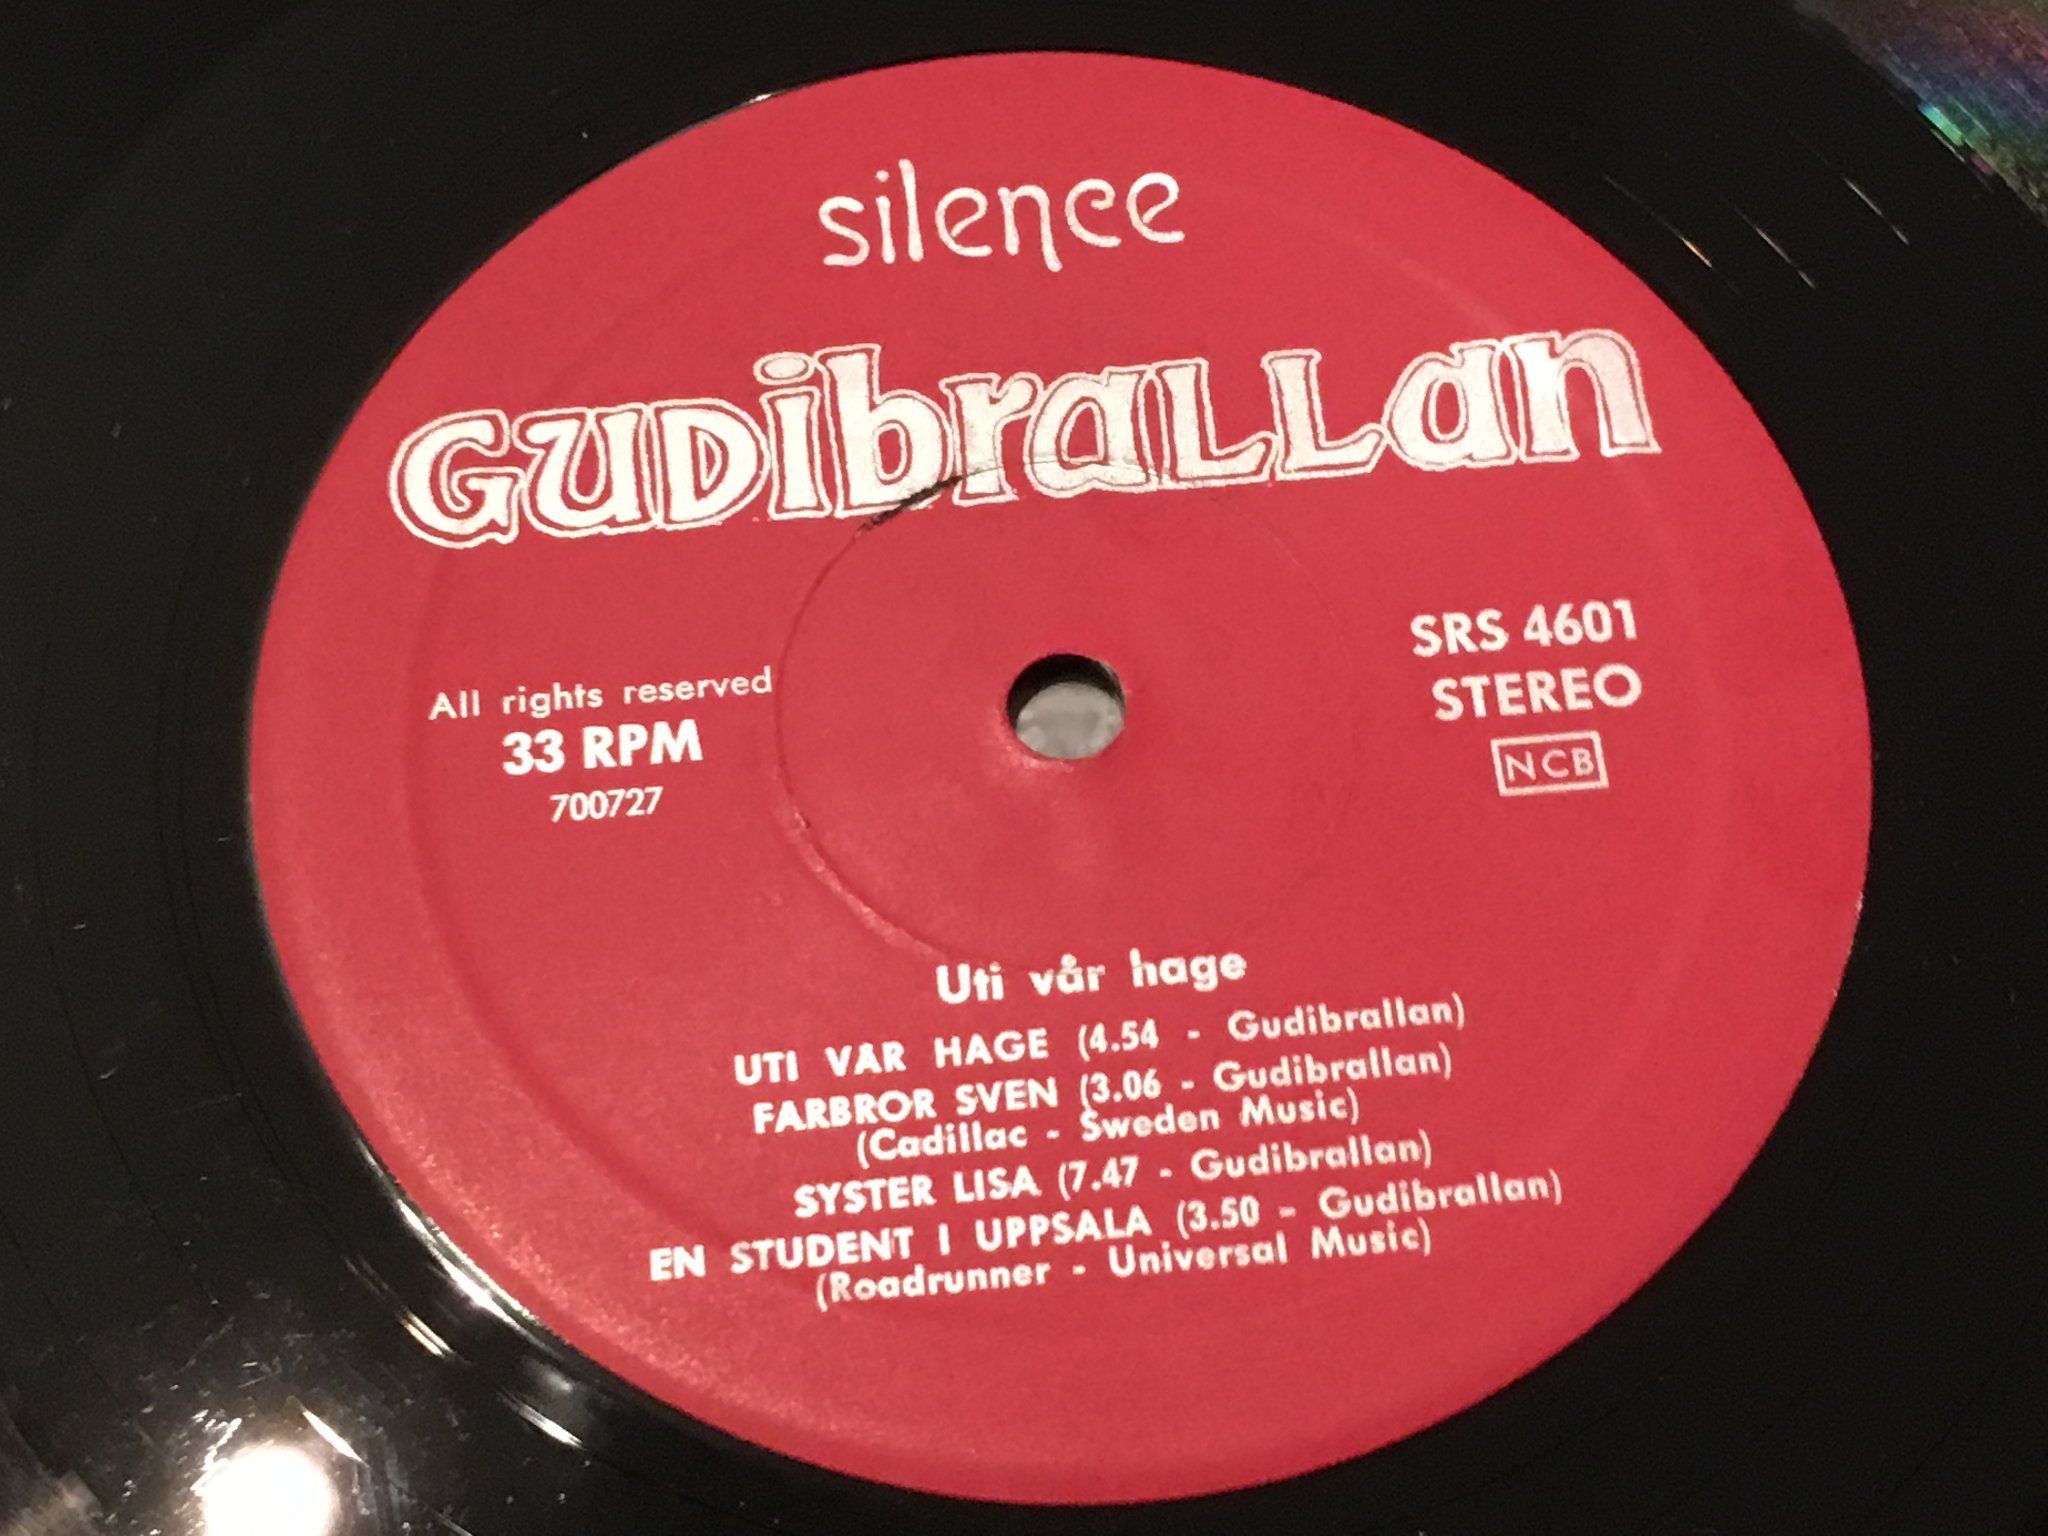 silence
GUDibraLLan
All rights reserved
33 RPM
700727
SRS 4601
STEREO
NCB
Uti vår hage
UTI VAR HAGE (4.54 - Gudibrallan)
FARBROR SVEN (3.06 - Gudibrallan)
(Cadillac - Sweden Music)
SYSTER LISA (7.47 - Gudibrallan)
EN STUDENT I UPPSALA (3.50 - Gudibrallan)
(Roadrunner - Universal Music)